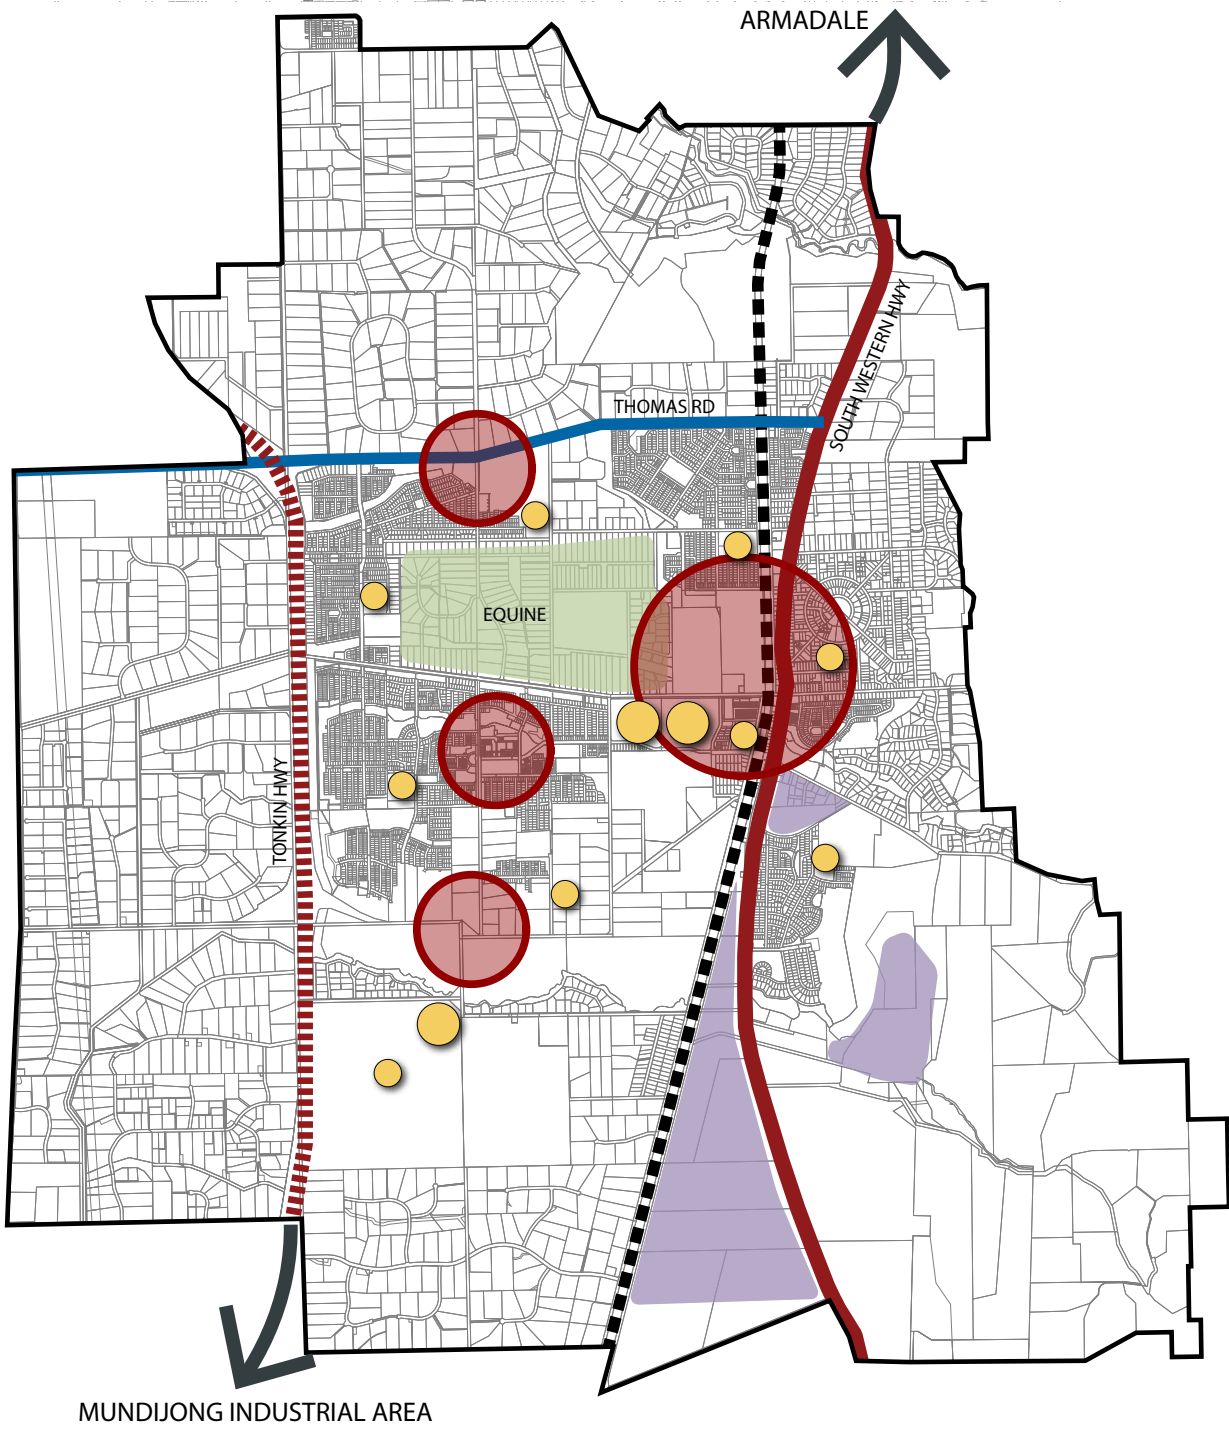 ARMADALE
SOUTH WESTERN HWY
THOMAS RD
EQUINE
TONKIN HWY
MUNDIJONG INDUSTRIAL AREA